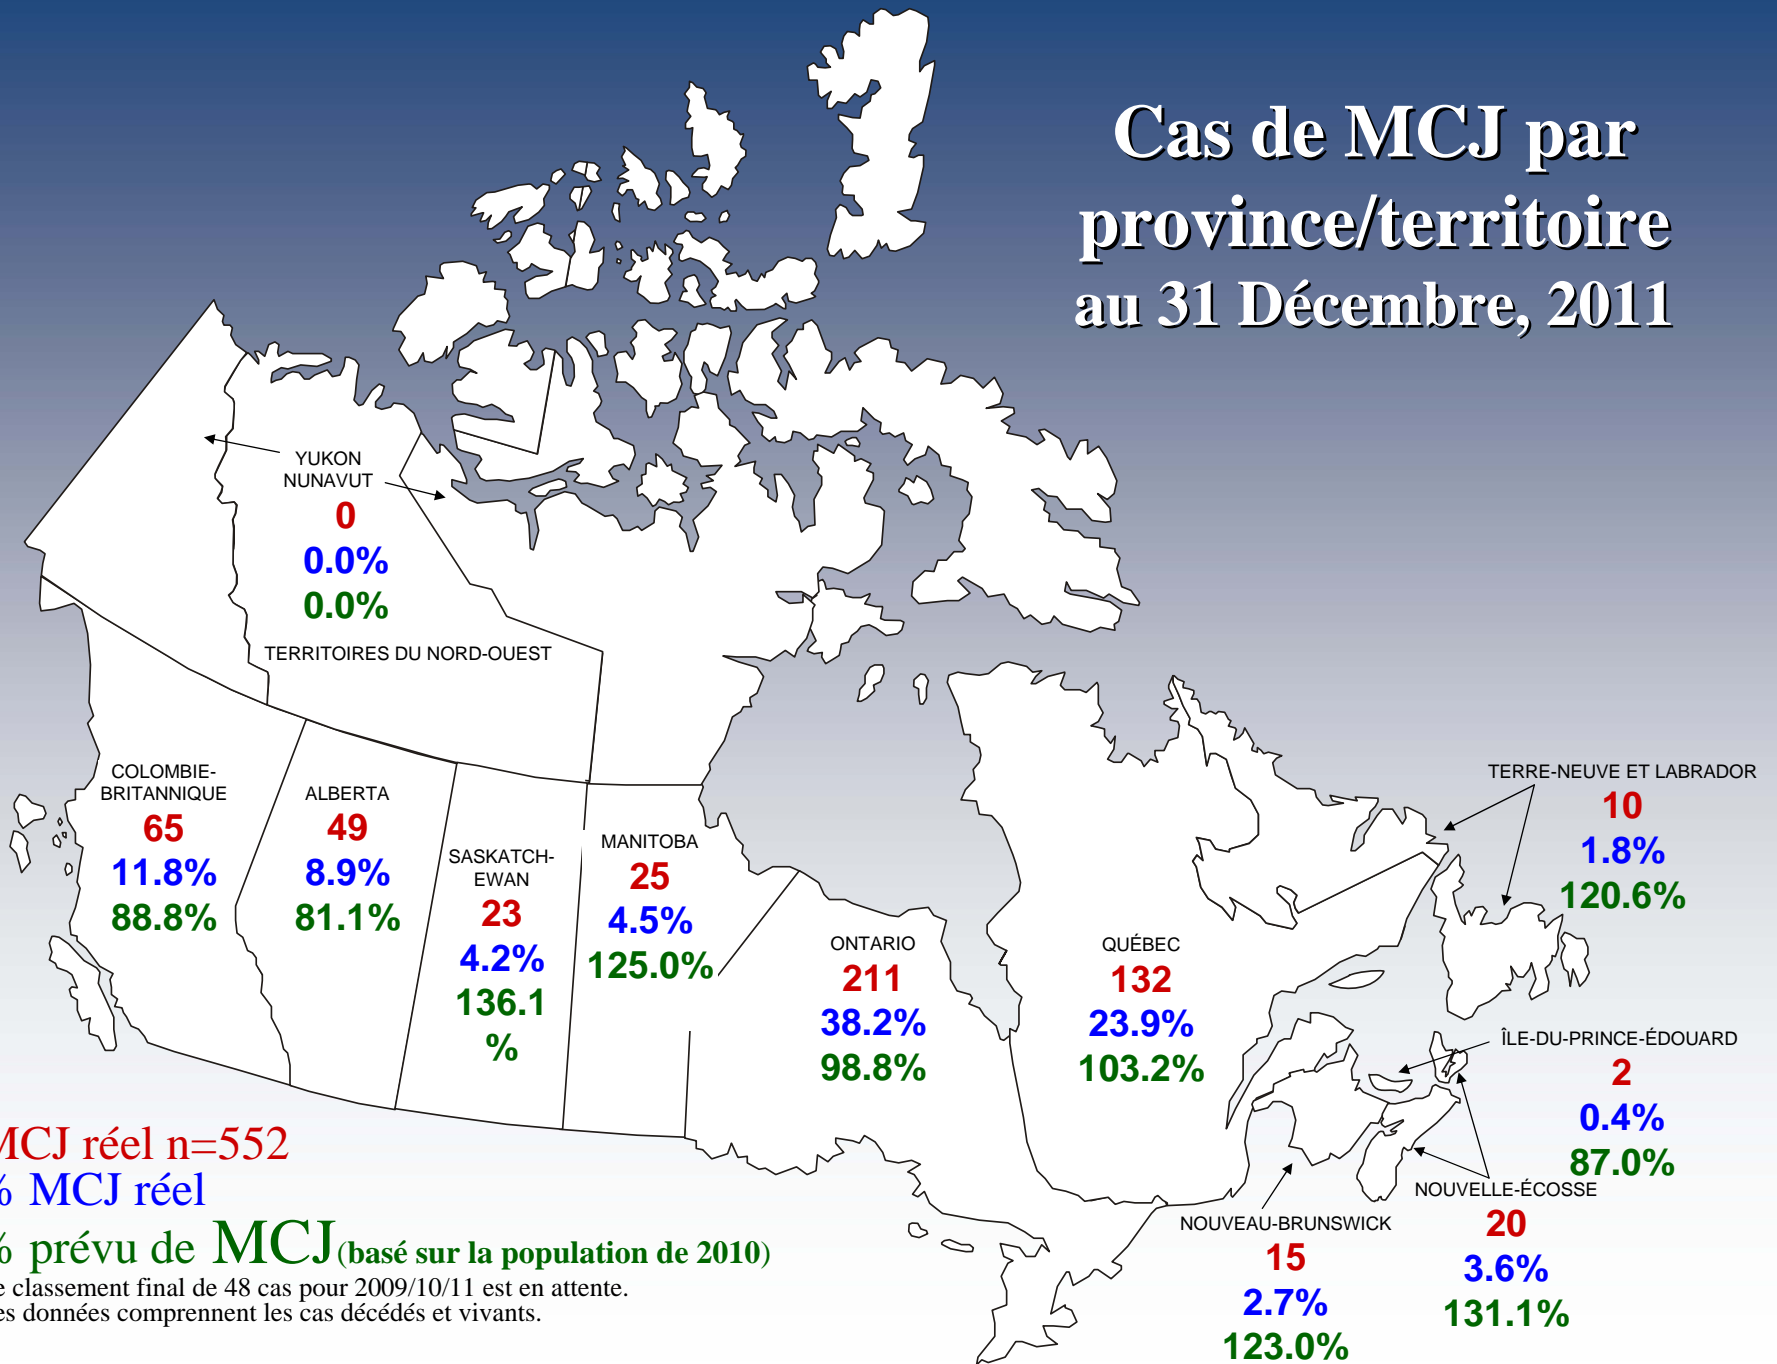 Cas de MCJ par
province/territoire
au 31 Décembre, 2011
YUKON
NUNAVUT
0
0.0%
0.0%
TERRITOIRES DU NORD-OUEST
COLOMBIE-
BRITANNIQUE
65
11.8%
88.8%
ALBERTA
49
8.9%
81.1%
SASKATCH-
EWAN
23
4.2%
136.1
%
MANITOBA
25
4.5%
125.0%
ONTARIO
211
38.2%
98.8%
QUÉBEC
132
23.9%
103.2%
TERRE-NEUVE ET LABRADOR
10
1.8%
120.6%
ÎLE-DU-PRINCE-ÉDOUARD
2
0.4%
87.0%
NOUVELLE-ÉCOSSE
20
3.6%
131.1%
NOUVEAU-BRUNSWICK
15
2.7%
123.0%
MCJ réel n=552
% MCJ réel
% prévu de MCJ(basé sur la population de 2010)
e classement final de 48 cas pour 2009/10/11 est en attente.
es données comprennent les cas décédés et vivants.